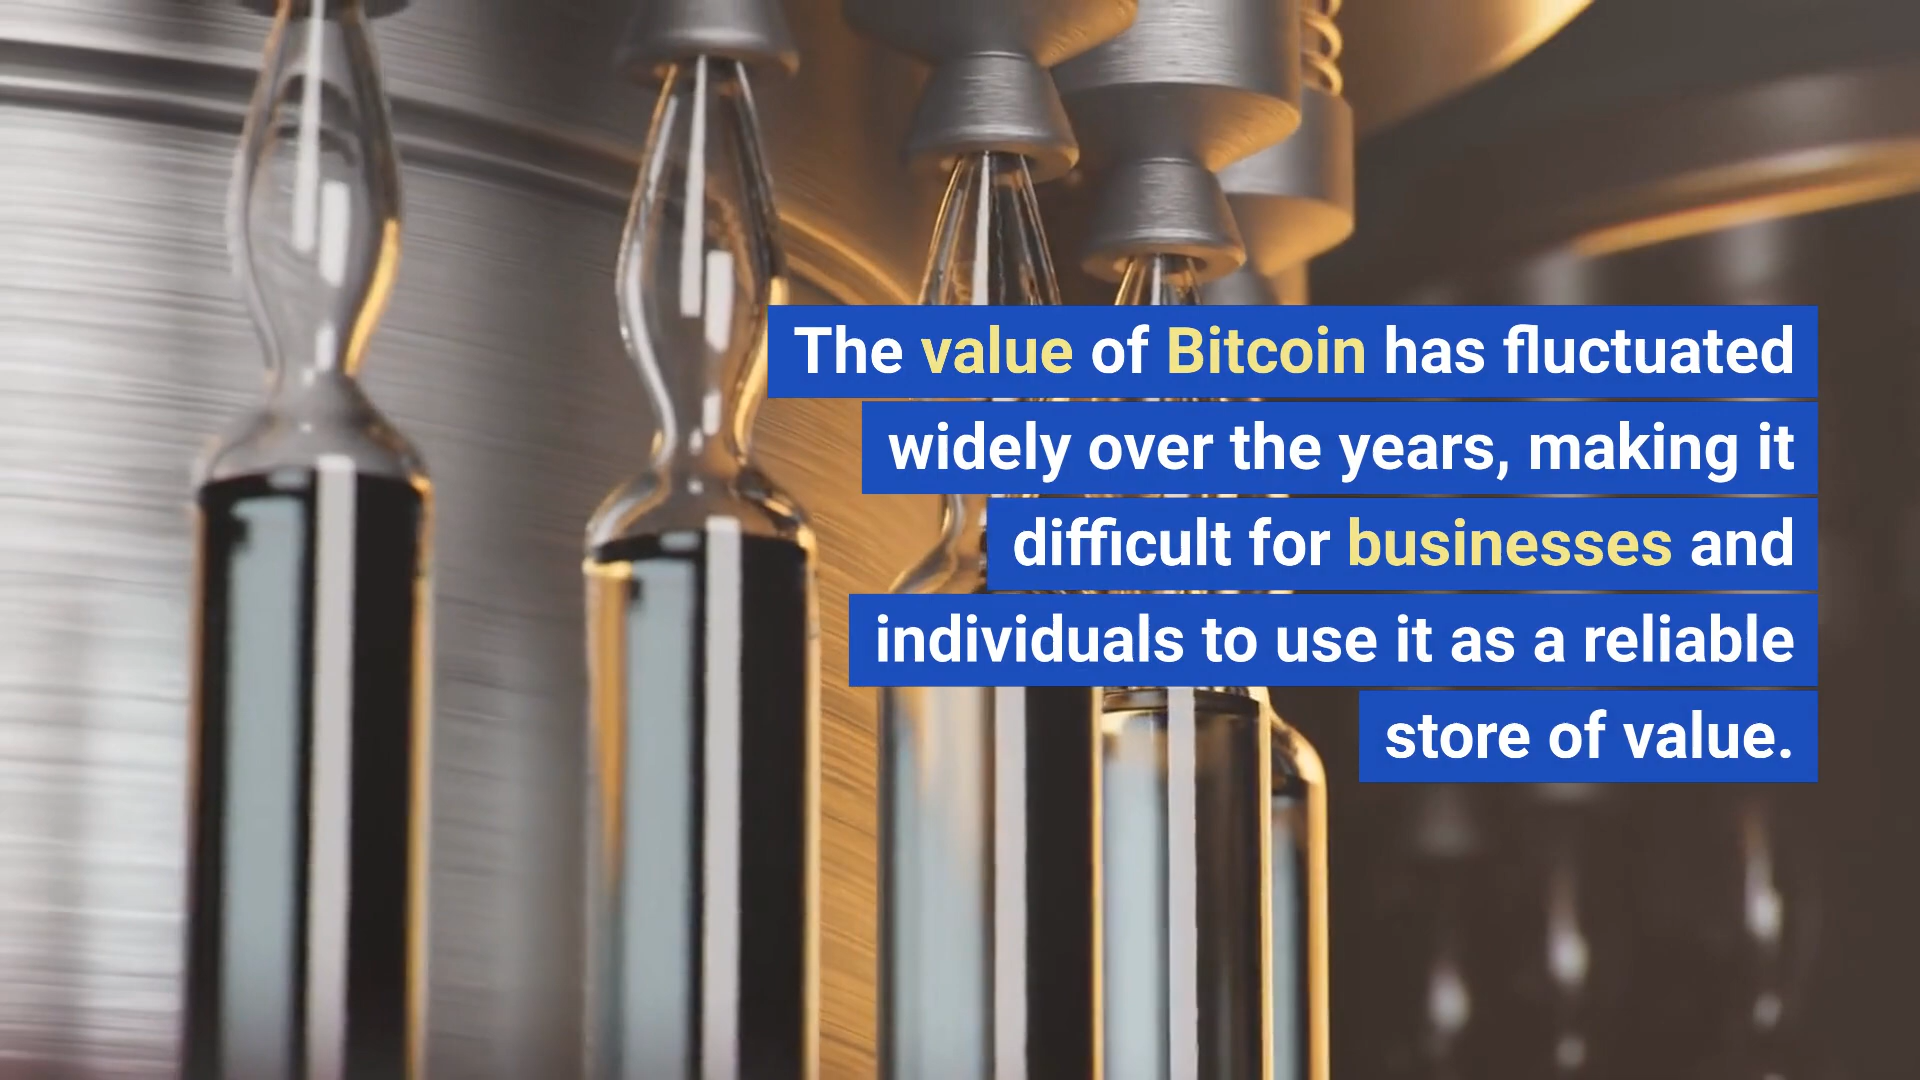 The value of Bitcoin has fluctuated
widely over the years, making it
difficult for businesses and
individuals to use it as a reliable
store of value.